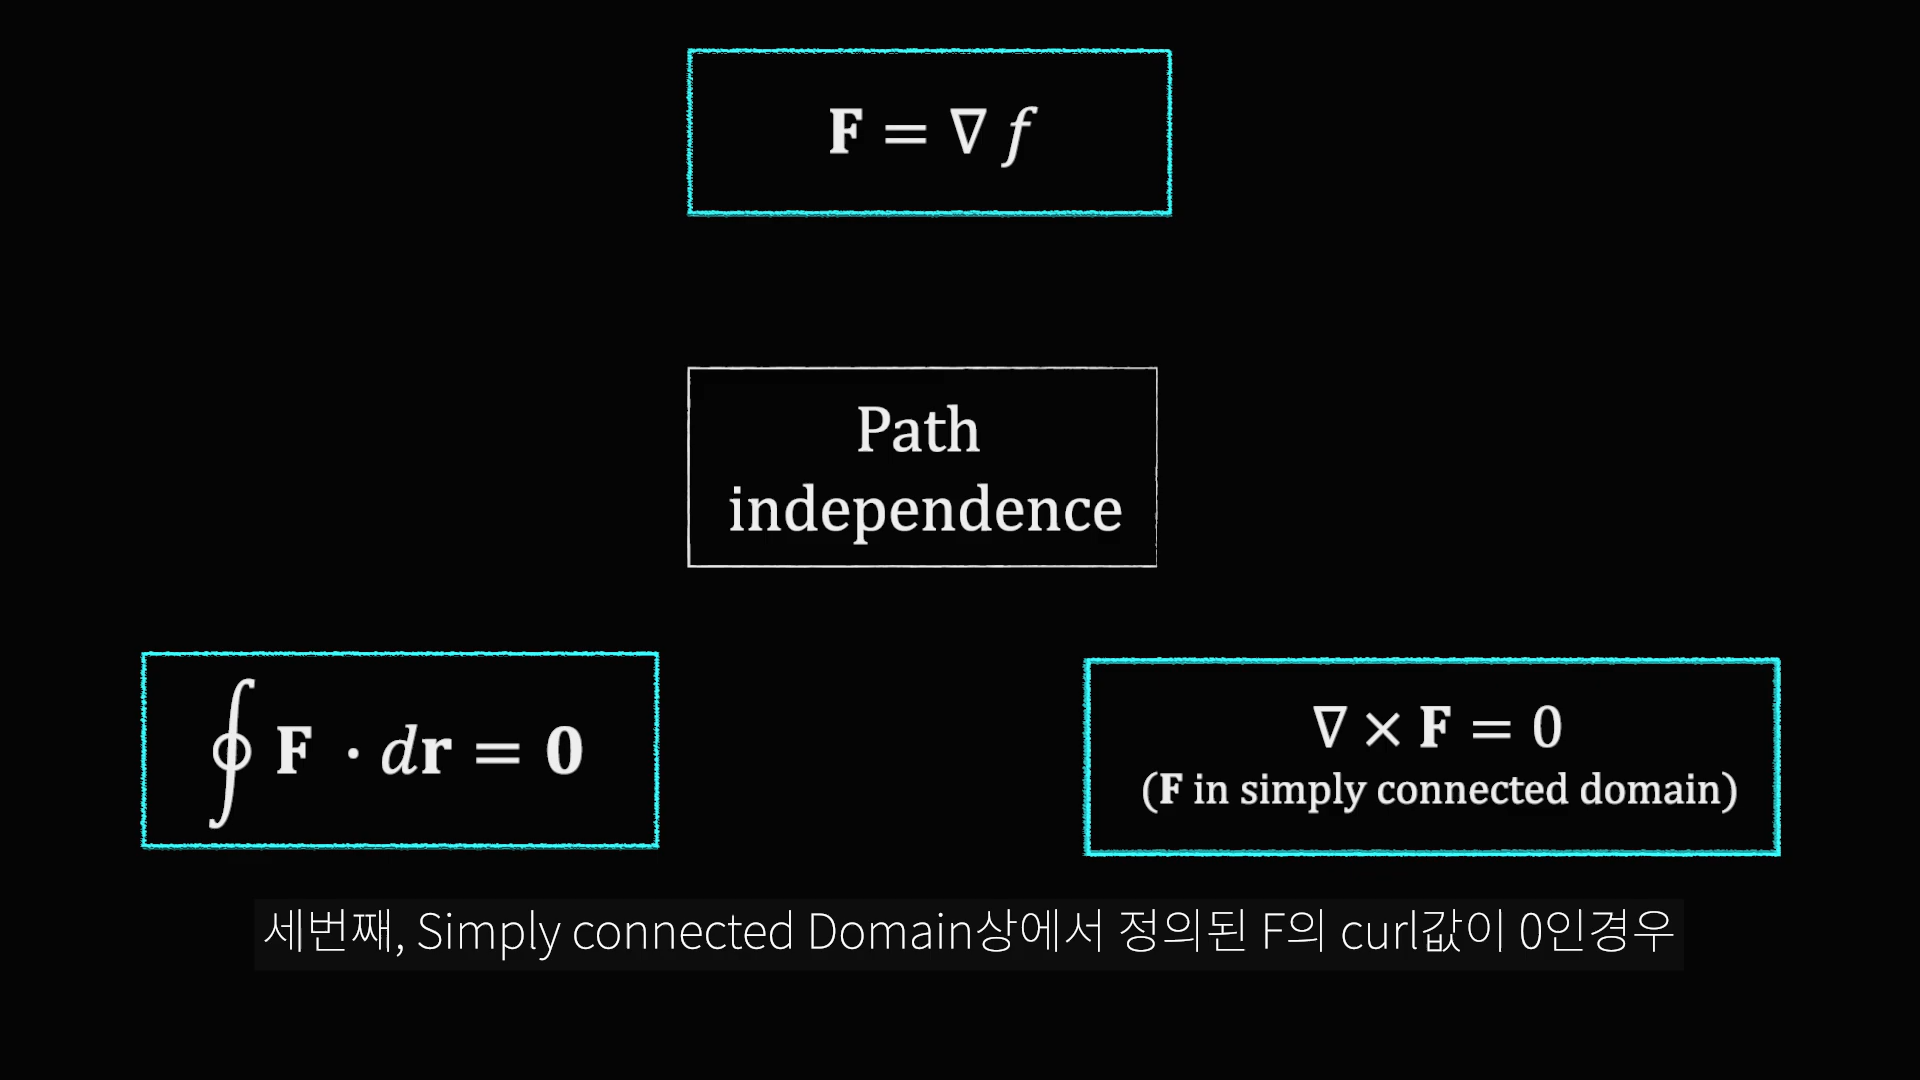 𝐅 = ∇ 𝑓
Path
independence
∮ 𝐅 · 𝑑𝐫 = 𝟎
∇ × 𝐅 = 0
(𝐅 in simply connected domain)
세번째, Simply connected Domain상에서 정의된 F의 curl값이 0인경우